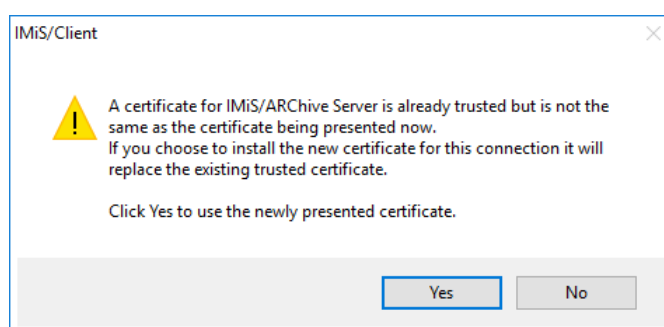 IMiS/Client
A certificate for IMiS/ARChive Server is already trusted but is not the
same as the certificate being presented now.
If you choose to install the new certificate for this connection it will
replace the existing trusted certificate.
Click Yes to use the newly presented certificate.
Yes No